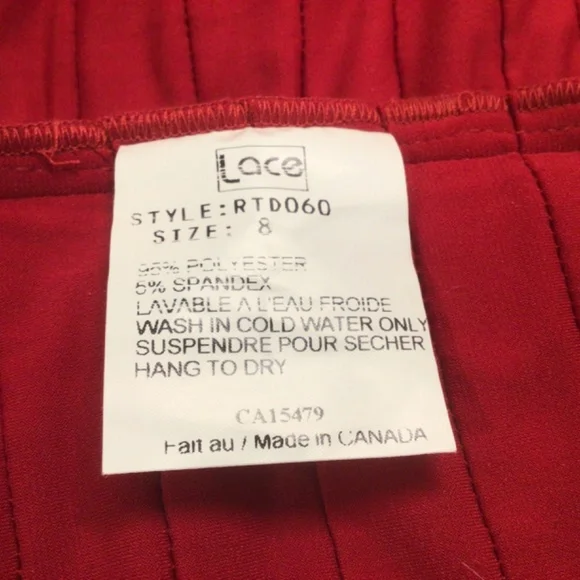 Lace
STYLE:RTD060
SIZE: 8
95% POLYESTER
5% SPANDEX
LAVABLE A L'EAU FROIDE
WASH IN COLD WATER ONLY
SUSPENDRE POUR SECHER
HANG TO DRY
CA15479
Fait au / Made in CANADA